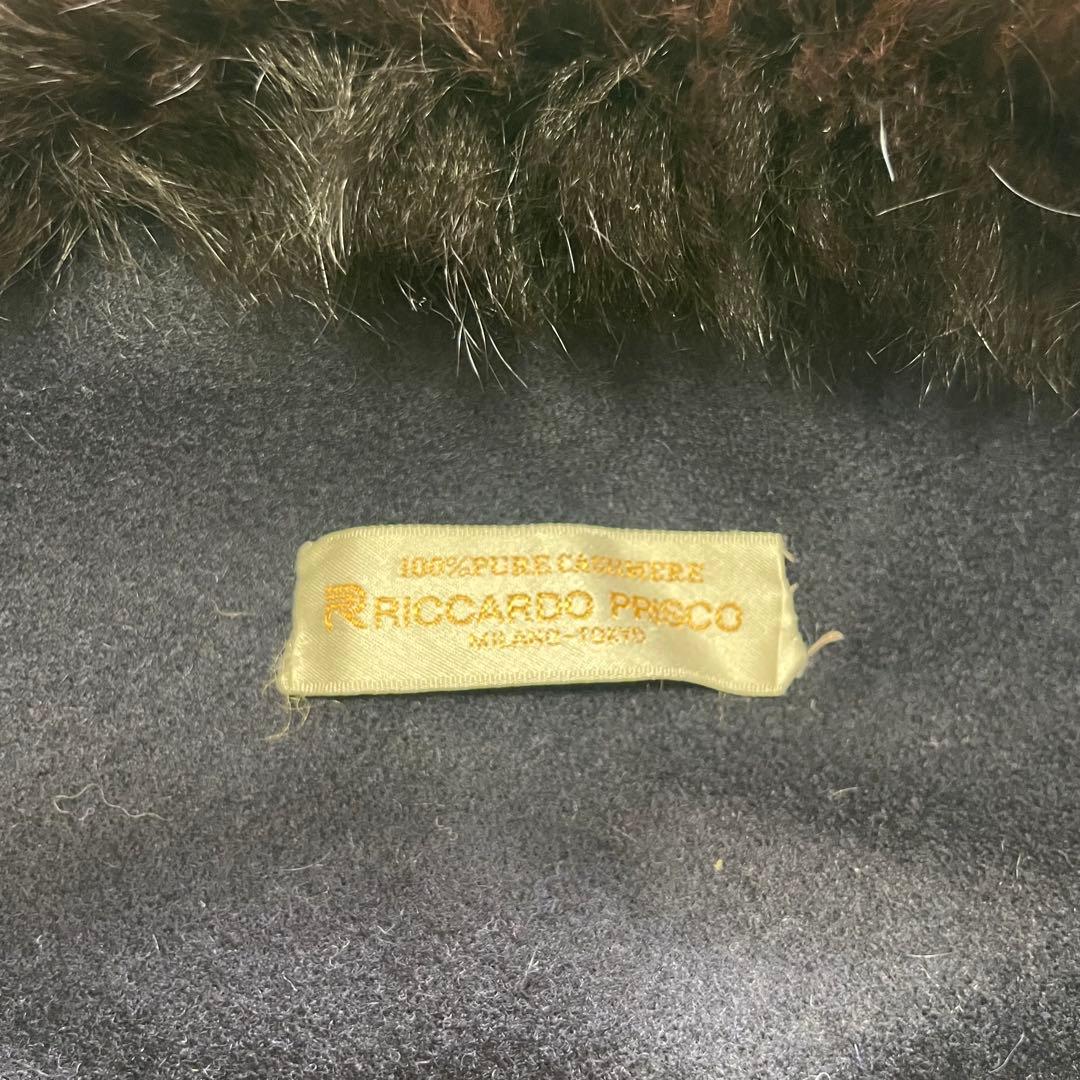 100% PURE CASHMERE
R RICCARDO PRISCO
MILANO-TOKYO